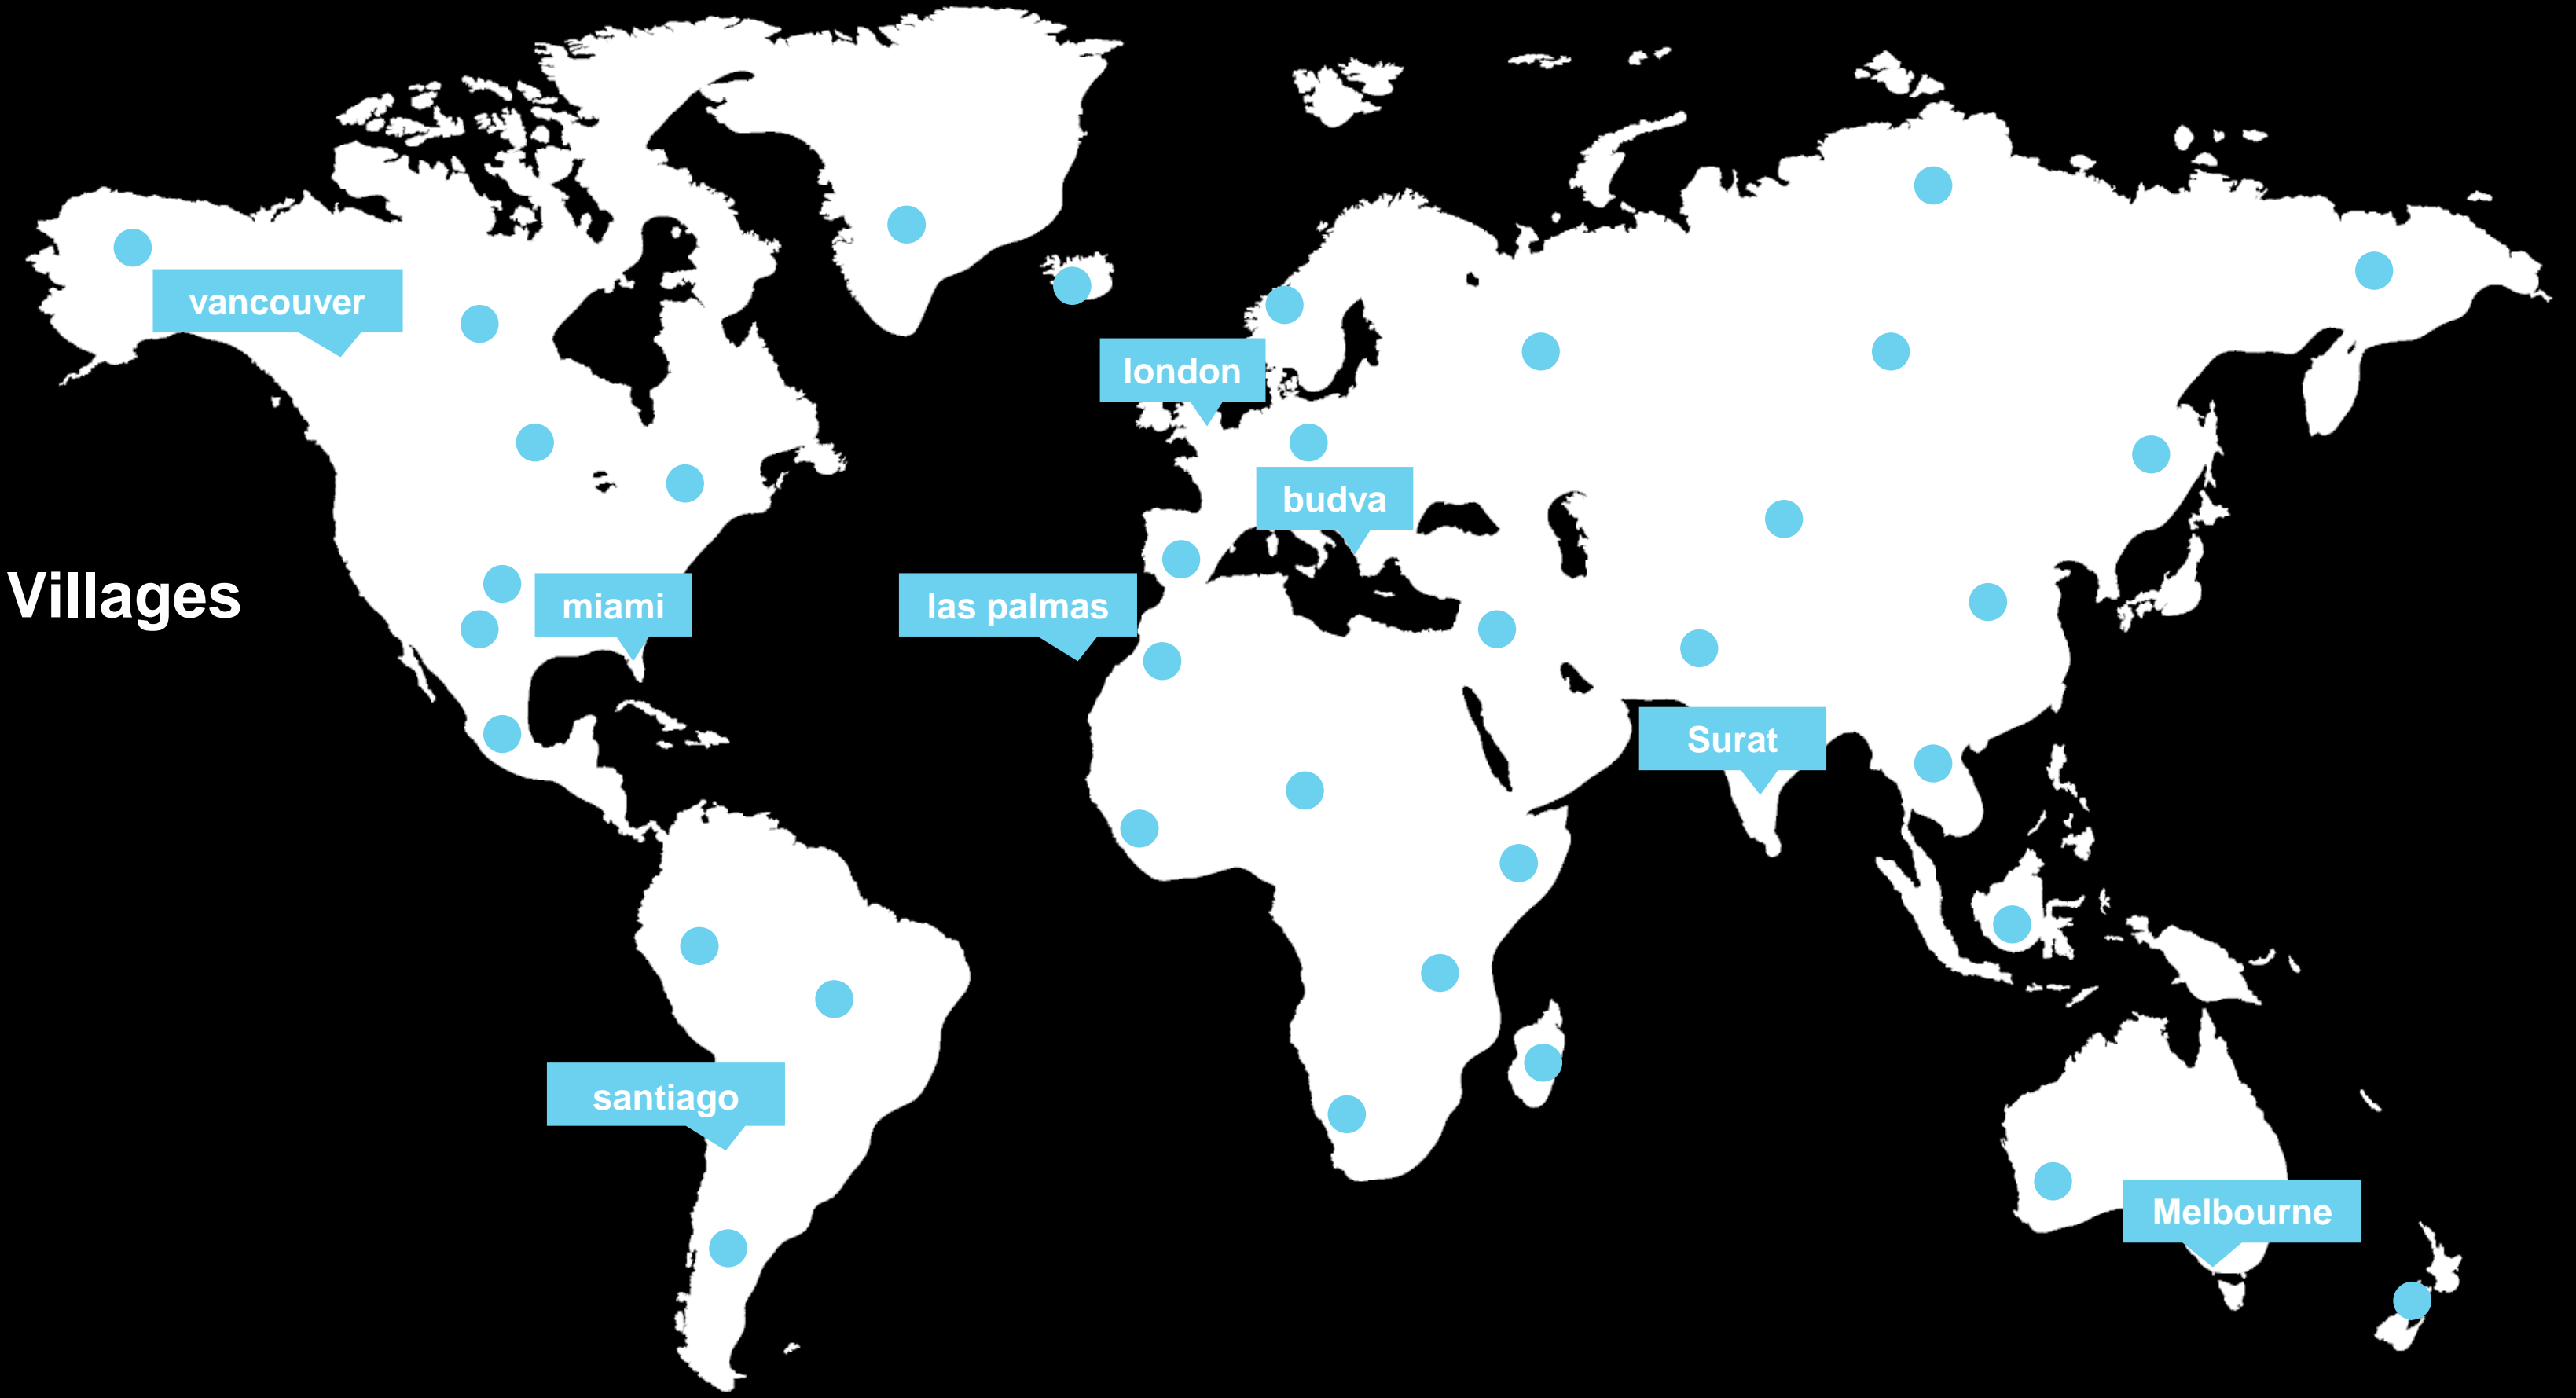 vancouver
london
budva
Villages
miami
las palmas
Surat
santiago
Melbourne